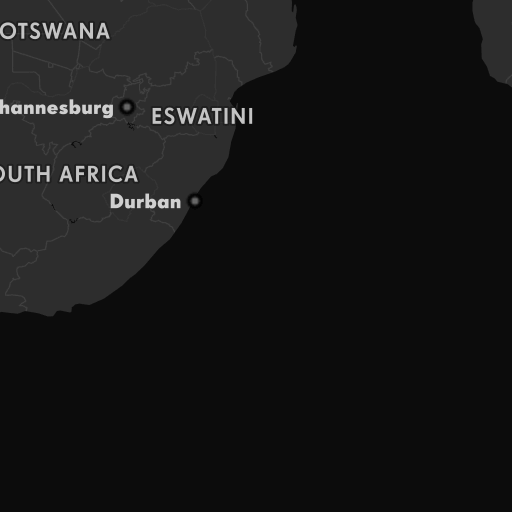 OTSWANA
hannesburg
ESWATINI
OUTH AFRICA
Durban